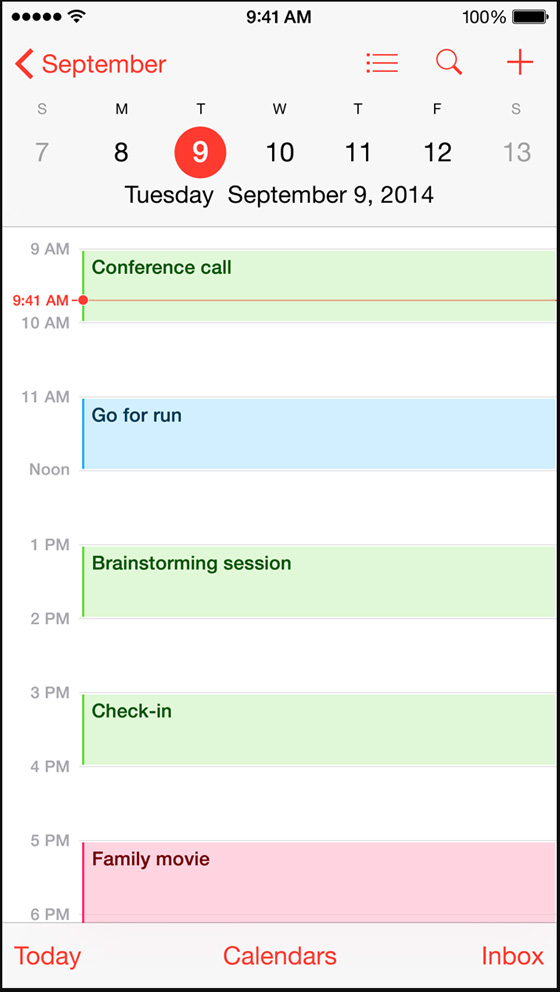 9:41 AM 100%
September
S M T W T F S
7 8 9 10 11 12 13
Tuesday September 9, 2014
9 AM
Conference call
9:41 AM
10 AM
11 AM
Go for run
Noon
1 PM
Brainstorming session
2 PM
3 PM
Check-in
4 PM
5 PM
Family movie
6 PM
Today Calendars Inbox